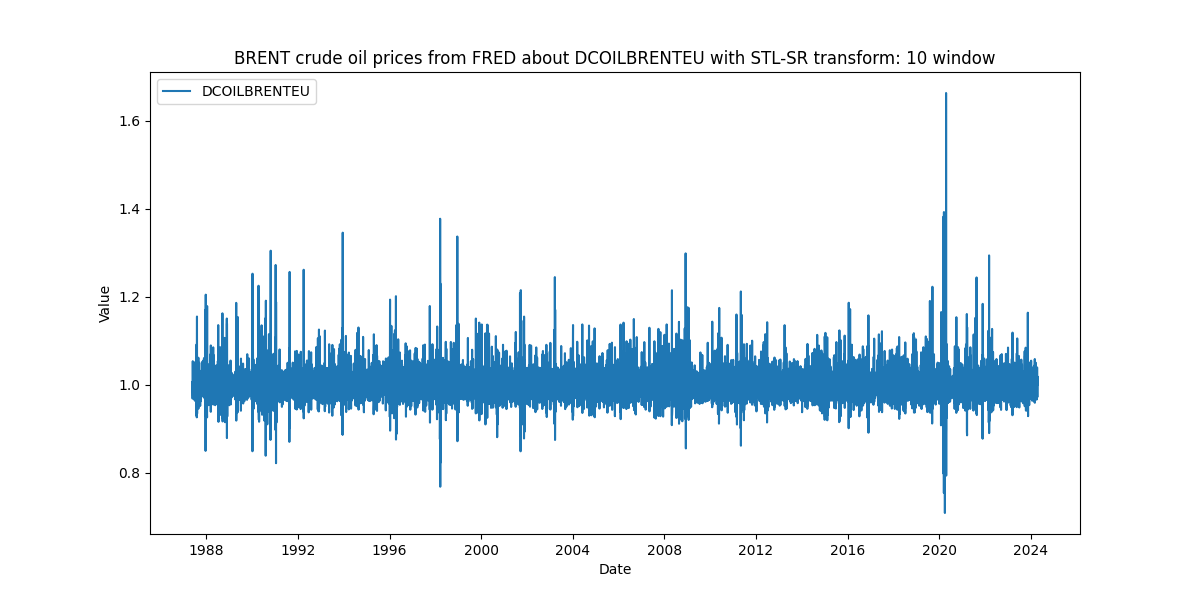 BRENT crude oil prices from FRED about DCOILBRENTEU with STL-SR transform: 10 window
DCOILBRENTEU
1.6
1.4
1.2
1.0
0.8
Value
1988 1992 1996 2000 2004 2008 2012 2016 2020 2024
Date